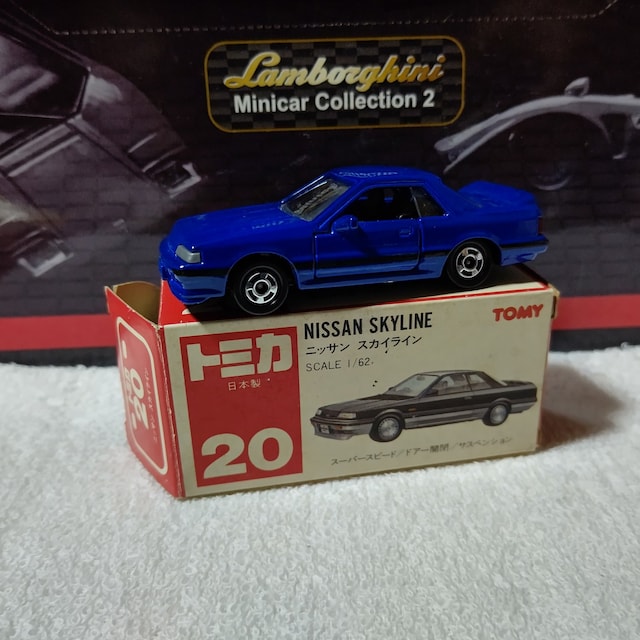 Lamborghini
Minicar Collection 2
トミカ
日本製
20
NISSAN SKYLINE
ニッサン スカイライン
SCALE 1/62
TOMY
スーパースピード/ドアー開閉/サスペンション
20